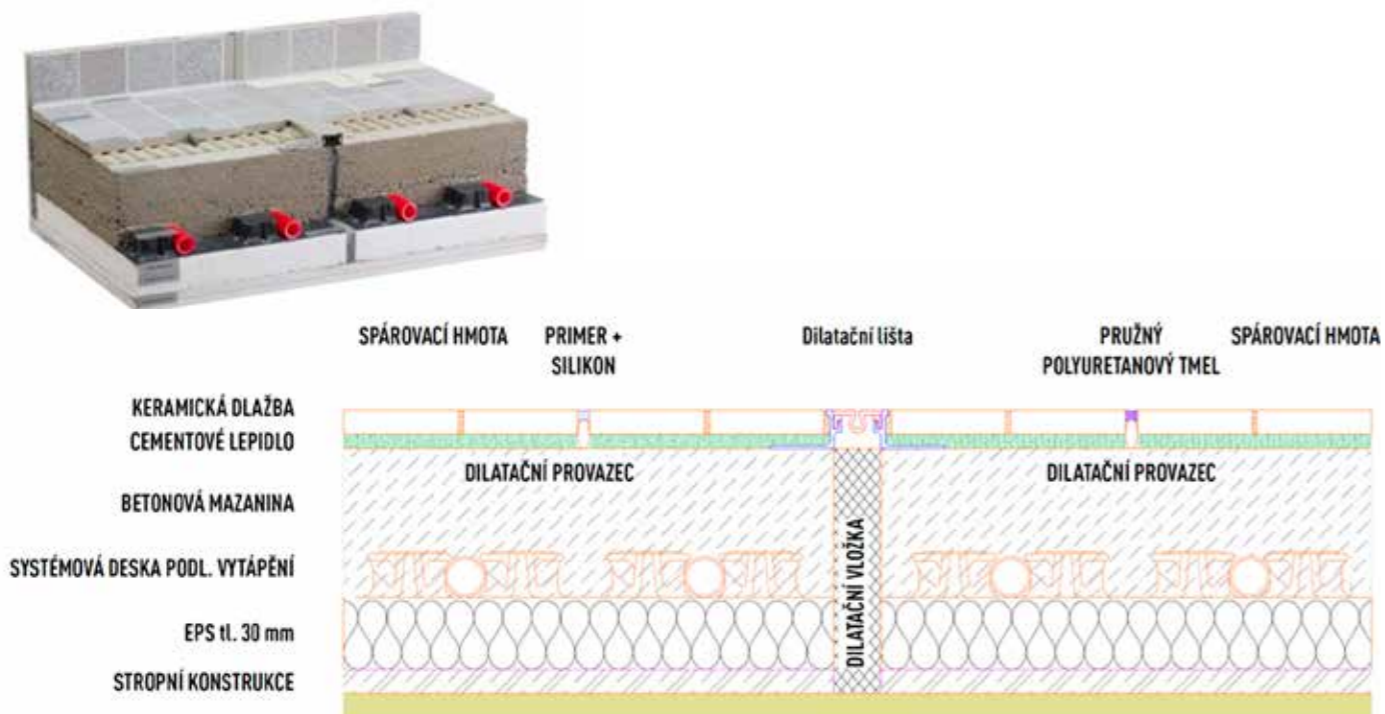 SPÁROVACÍ HMOTA
PRIMER +
SILIKON
Dilatační lišta
PRUŽNÝ
POLYURETANOVÝ TMEL
SPÁROVACÍ HMOTA
KERAMICKÁ DLAŽBA
CEMENTOVÉ LEPIDLO
DILATAČNÍ PROVAZEC
DILATAČNÍ PROVAZEC
BETONOVÁ MAZANINA
DILATAČNÍ VLOŽKA
SYSTÉMOVÁ DESKA PODL. VYTÁPĚNÍ
EPS tl. 30 mm
STROPNÍ KONSTRUKCE